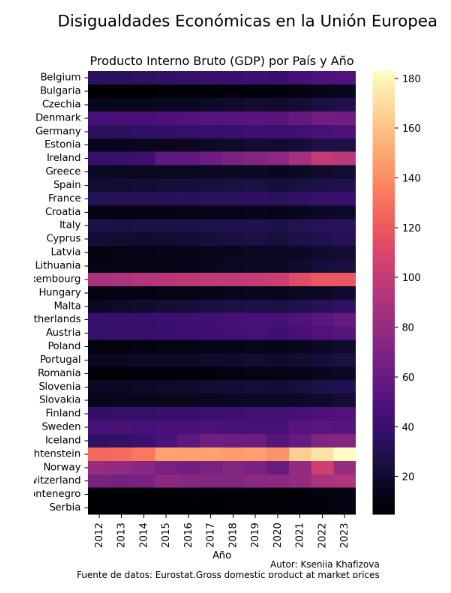 Disigualdades Económicas en la Unión Europea
Producto Interno Bruto (GDP) por País y Año
Belgium
Bulgaria
Czechia
Denmark
Germany
Estonia
Ireland
Greece
Spain
France
Croatia
Italy
Cyprus
Latvia
Lithuania
xembourg
Hungary
Malta
therlands
Austria
Poland
Portugal
Romania
Slovenia
Slovakia
Finland
Sweden
Iceland
htenstein
Norway
witzerland
ontenegro
Serbia
180
160
140
120
100
80
60
40
20
2012 2013 2014 2015 2016 2017 2018 2019 2020 2021 2022 2023
Año
Autor: Kseniia Khafizova
Fuente de datos: Eurostat.Gross domestic product at market prices